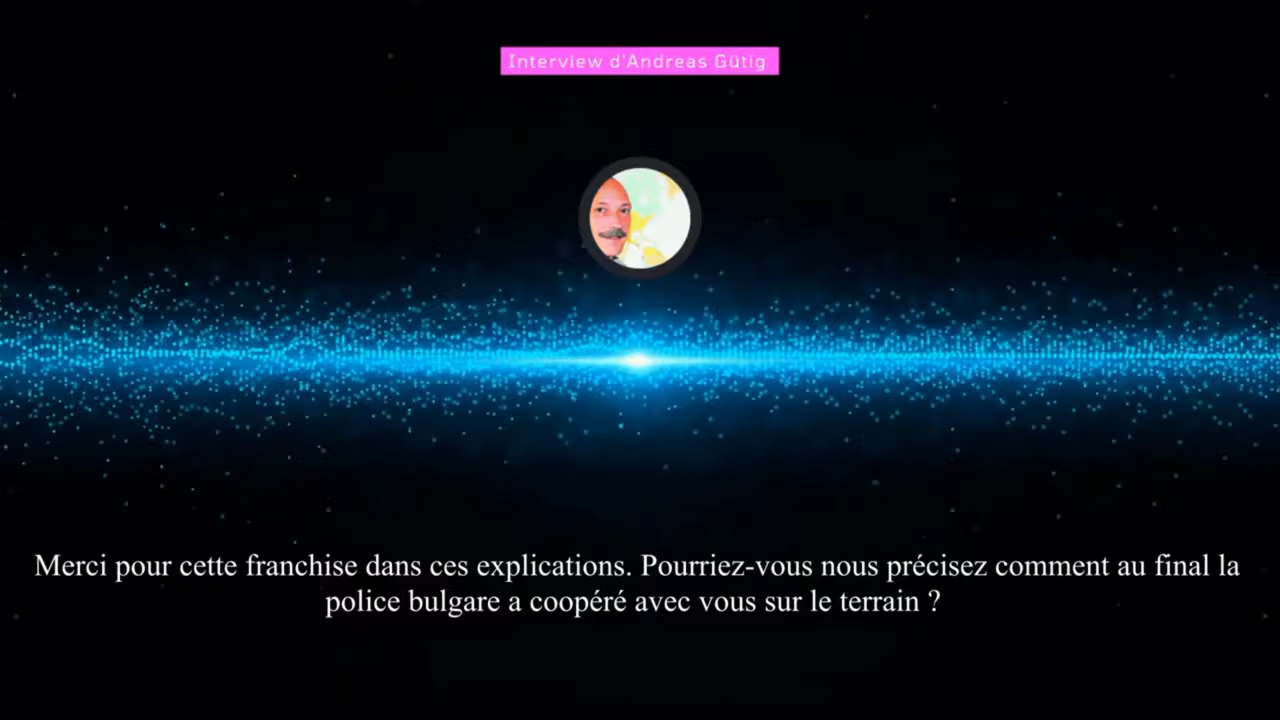 Interview d'Andreas Gütig
Merci pour cette franchise dans ces explications. Pourriez-vous nous précisez comment au final la
police bulgare a coopéré avec vous sur le terrain ?